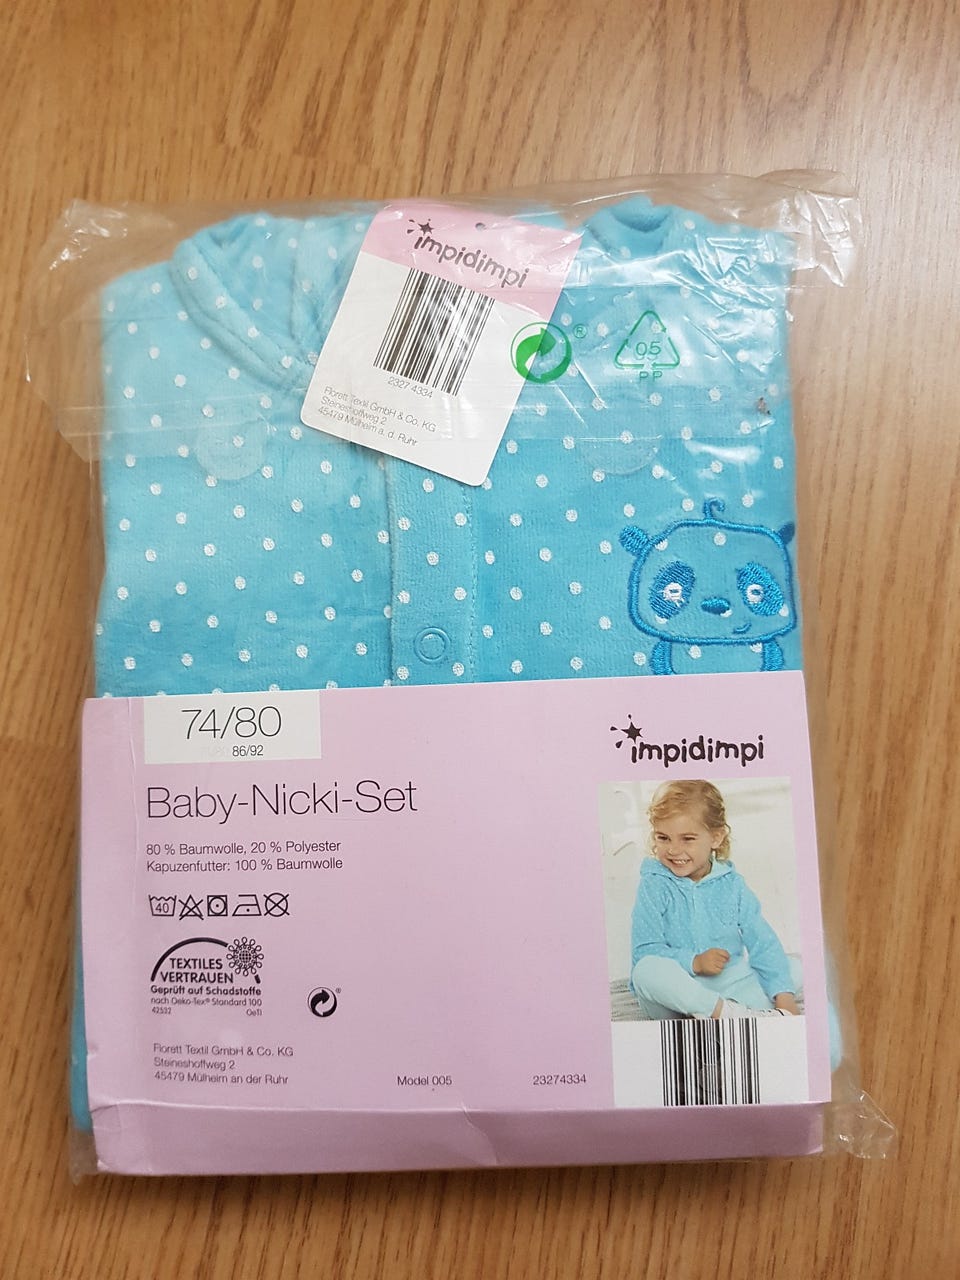 impidimpi
2327 4334
Florett Textil GmbH & Co. KG
Steineshoffweg 2
45479 Mülheim a. d. Ruhr
®
05
PP
74/80
86/92
impidimpi
Baby-Nicki-Set
80 % Baumwolle, 20 % Polyester
Kapuzenfutter: 100 % Baumwolle
40
TEXTILES
VERTRAUEN
Geprüft auf Schadstoffe
nach Oeko-Tex® Standard 100
42532 OeTI
®
Florett Textil GmbH & Co. KG
Steineshoffweg 2
45479 Mülheim an der Ruhr
Model 005
23274334